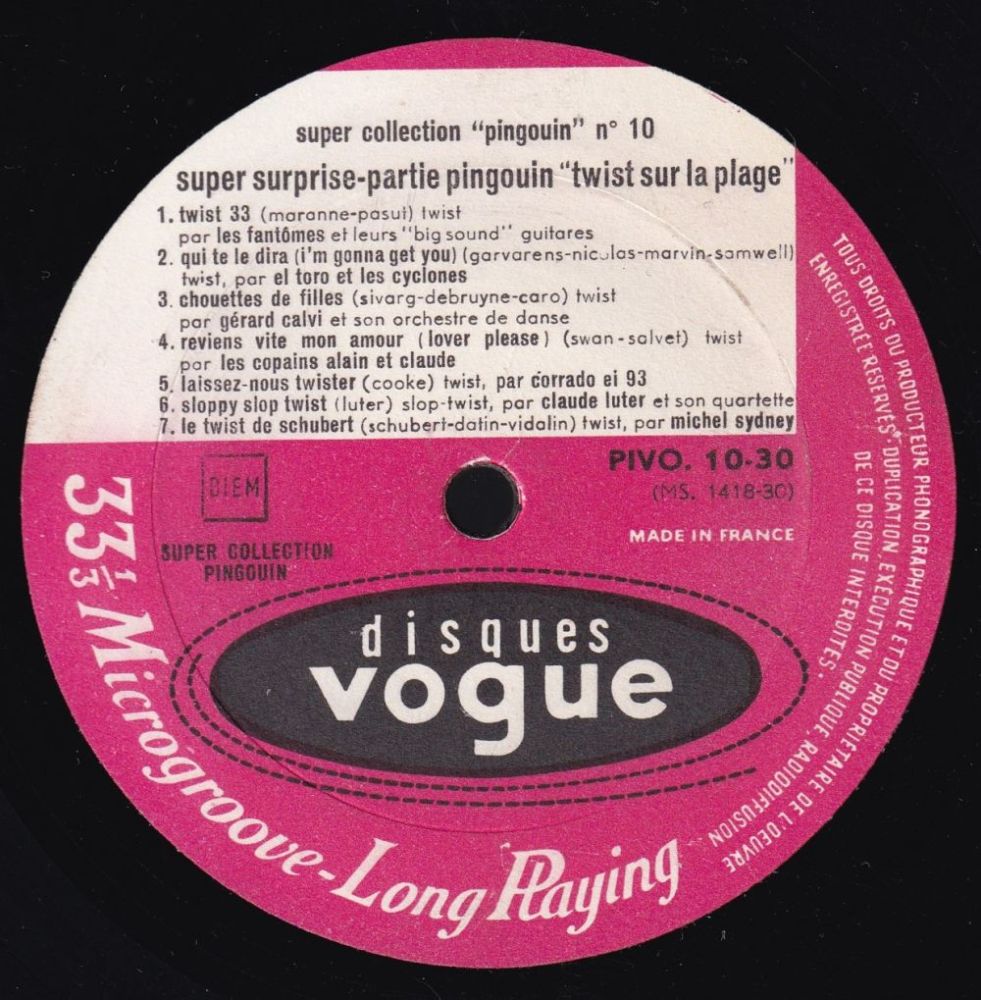 super collection "pingouin" n° 10
super surprise-partie pingouin "twist sur la plage"
1. twist 33 (maranne-pasut) twist
par les fantômes et leurs "big sound" guitares
2. qui te le dira (i'm gonna get you) (garvarens-nicolas-marvin-samwell)
twist, par el toro et les cyclones
3. chouettes de filles (sivarg-debruyne-caro) twist
par gérard calvi et son orchestre de danse
4. reviens vite mon amour (lover please) (swan-salvet) twist
par les copains alain et claude
5. laissez-nous twister (cooke) twist, par corrado ei 93
6. sloppy slop twist (luter) slop-twist, par claude luter et son quartette
7. le twist de schubert (schubert-datin-vidalin) twist, par michel sydney
BIEM
PIVO. 10-30
(MS. 1418-30)
MADE IN FRANCE
SUPER COLLECTION
PINGOUIN
disques
vogue
33 1/3 Microgroove - Long Playing
TOUS DROITS DU PRODUCTEUR PHONOGRAPHIQUE ET DU PROPRIETAIRE DE L'OEUVRE
ENREGISTRÉE RESERVÉS. DUPLICATION, EXÉCUTION PUBLIQUE, RADIODIFFUSION
DE CE DISQUE INTERDITES.